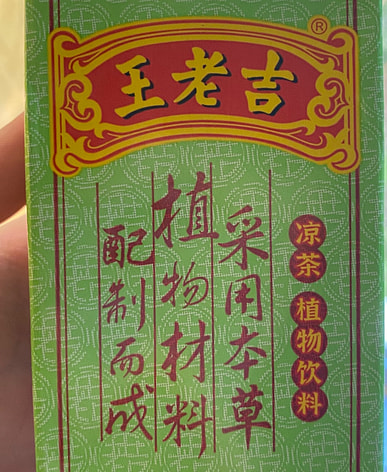 王老吉®
凉茶 植物饮料
采用本草
植物材料
配制而成